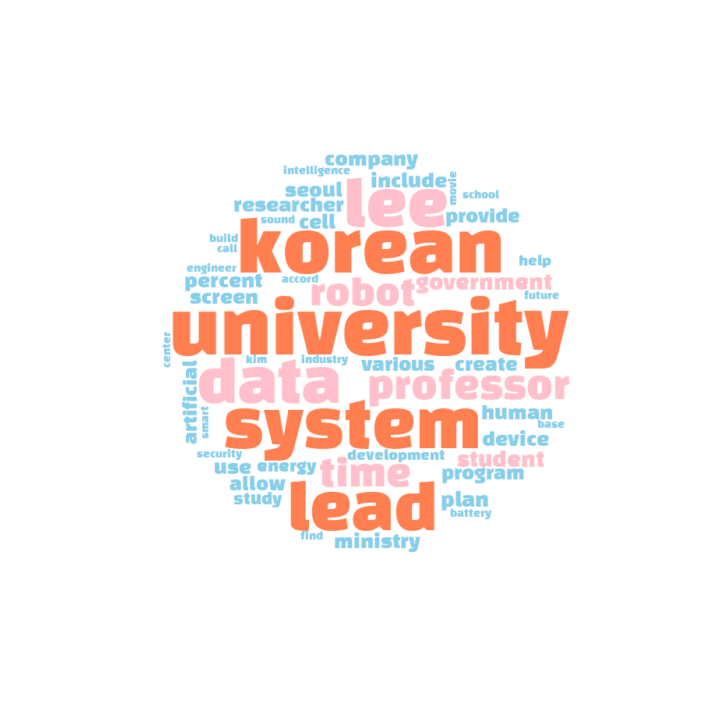 company
intelligence
include
movie
lee
seoul
school
researcher
sound
cell
provide
korean
build
call
help
engineer
accord
percent
robot
government
screen
future
university
center
kim
industry
various
create
data
professor
artificial
smart
system
human
base
device
security
development
student
use
energy
time
program
allow
study
lead
plan
battery
find
ministry